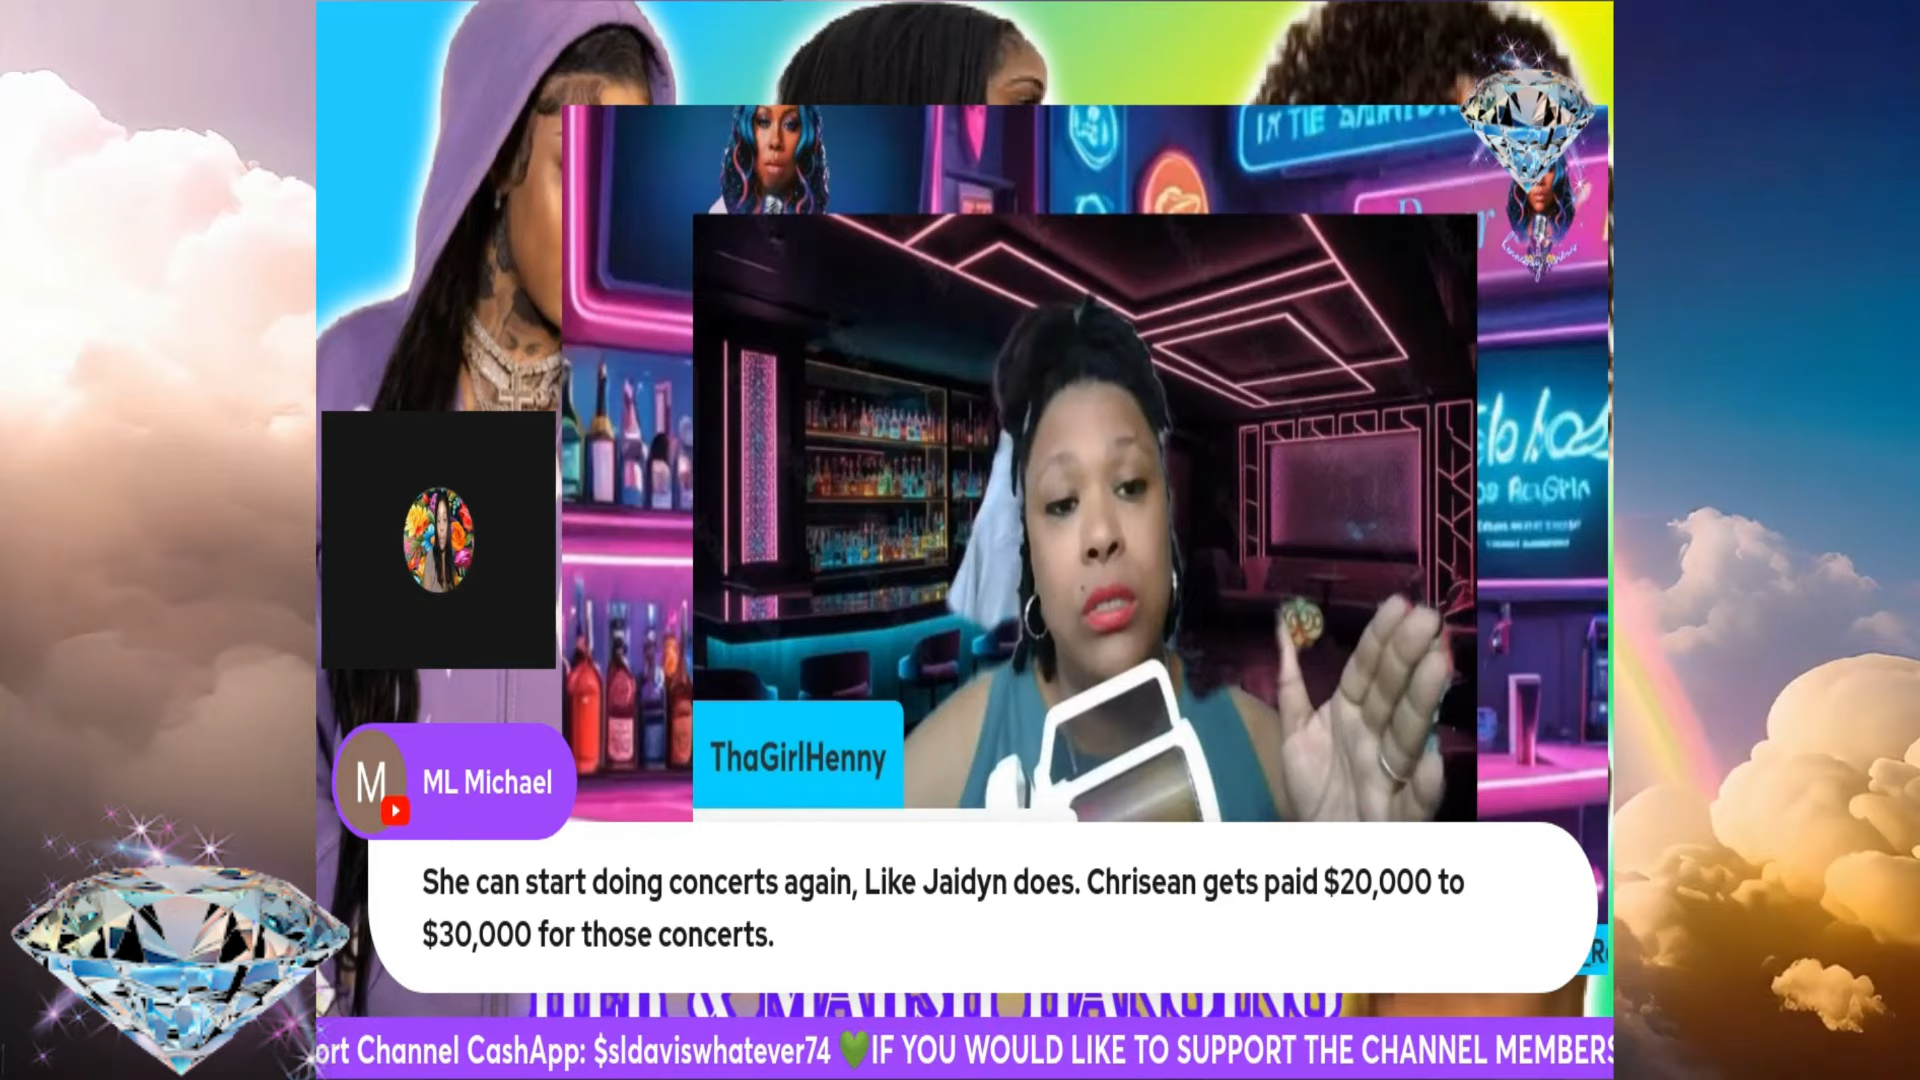 ThaGirlHenny
M
ML Michael
She can start doing concerts again, Like Jaidyn does. Chrisean gets paid $20,000 to
$30,000 for those concerts.
ort Channel CashApp: $sldaviswhatever74 💚IF YOU WOULD LIKE TO SUPPORT THE CHANNEL MEMBERS